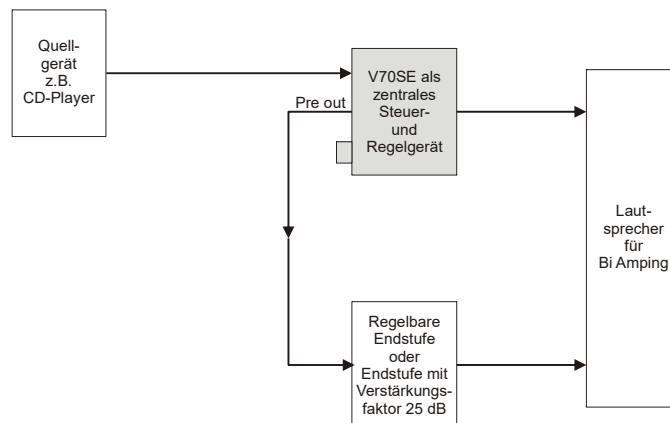 Quell-
gerät
z.B.
CD-Player
V70SE als
zentrales
Steuer-
und
Regelgerät
Pre out
Laut-
sprecher
für
Bi Amping
Regelbare
Endstufe
oder
Endstufe mit
Verstärkungs-
faktor 25 dB